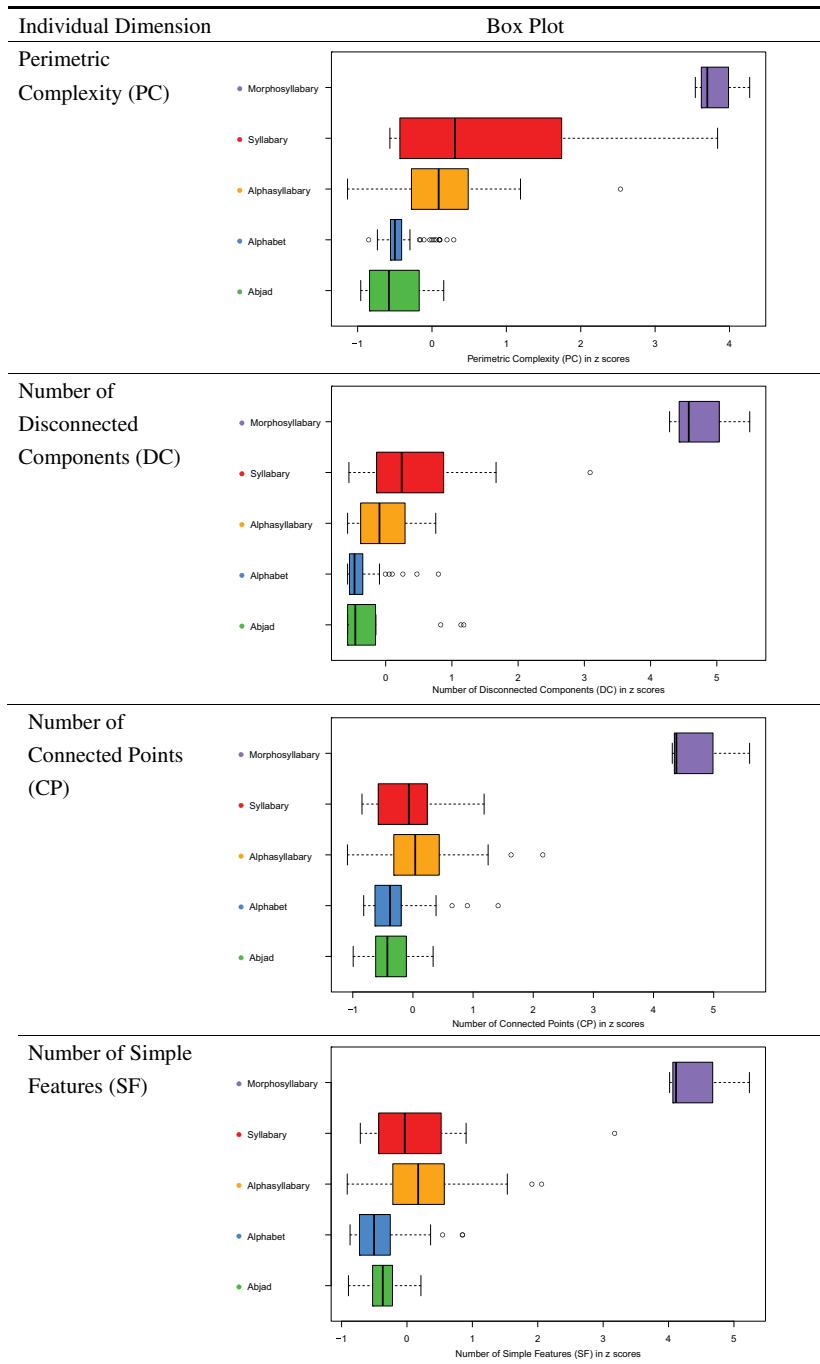 Individual Dimension Box Plot
Perimetric
Complexity (PC)
Morphosyllabary
Syllabary
Alphasyllabary
Alphabet
Abjad
−1 0 1 2 3 4
Perimetric Complexity (PC) in z scores
Number of
Disconnected
Components (DC)
Morphosyllabary
Syllabary
Alphasyllabary
Alphabet
Abjad
0 1 2 3 4 5
Number of Disconnected Components (DC) in z scores
Number of
Connected Points
(CP)
Morphosyllabary
Syllabary
Alphasyllabary
Alphabet
Abjad
−1 0 1 2 3 4 5
Number of Connected Points (CP) in z scores
Number of Simple
Features (SF)
Morphosyllabary
Syllabary
Alphasyllabary
Alphabet
Abjad
−1 0 1 2 3 4 5
Number of Simple Features (SF) in z scores